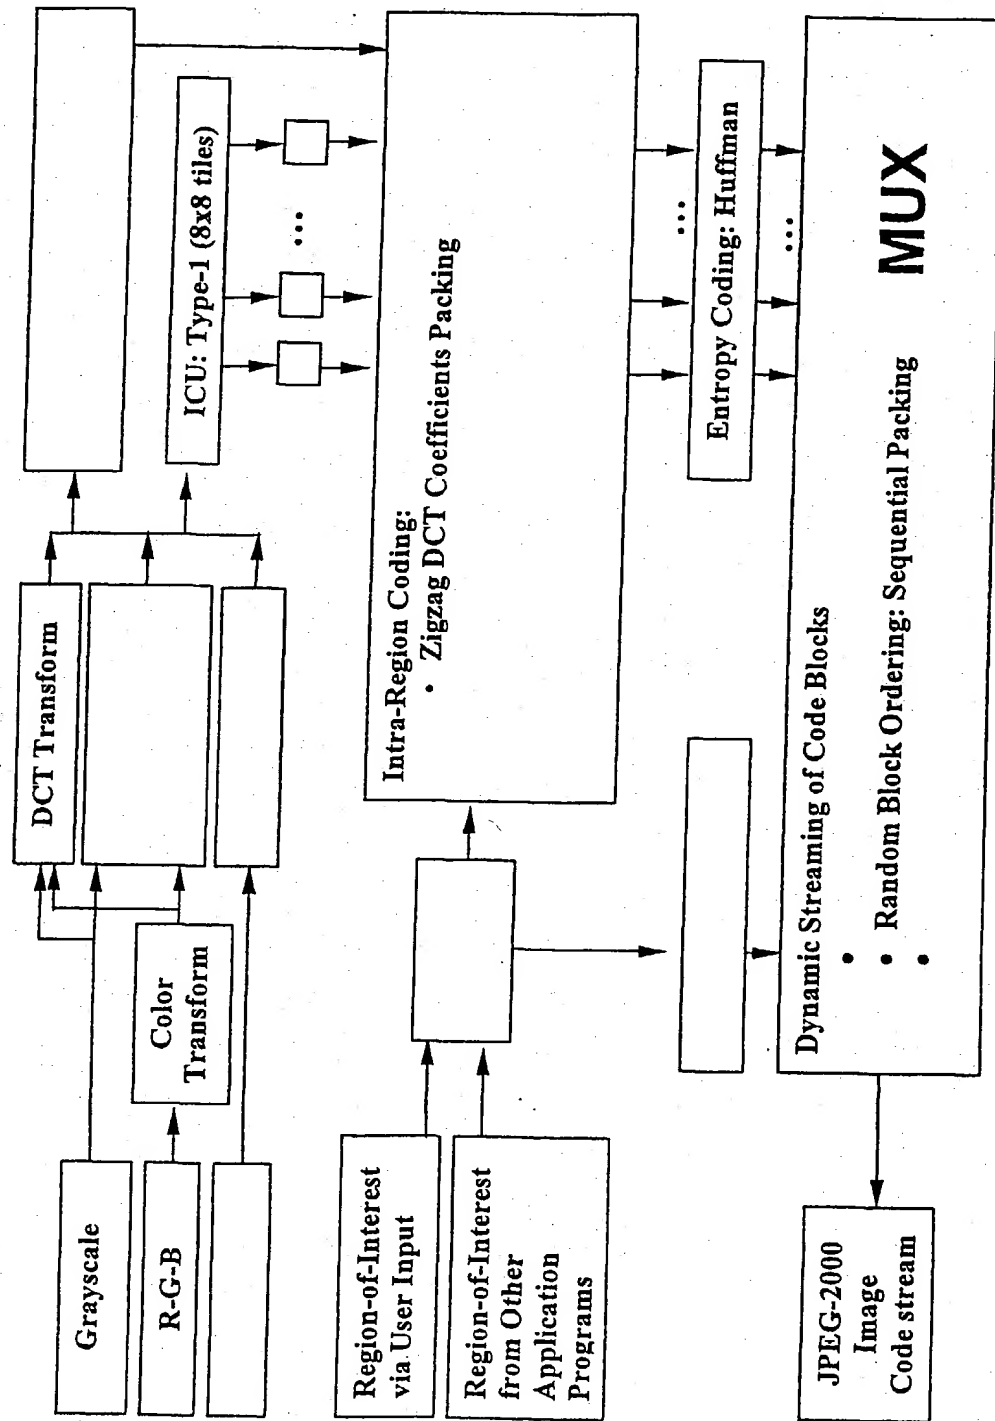 Grayscale
R-G-B
Color
Transform
DCT Transform
ICU: Type-1 (8x8 tiles)
...
Region-of-Interest
via User Input
Region-of-Interest
from Other
Application
Programs
Intra-Region Coding:
• Zigzag DCT Coefficients Packing
...
Entropy Coding: Huffman
...
Dynamic Streaming of Code Blocks
•
• Random Block Ordering: Sequential Packing
•
MUX
JPEG-2000
Image
Code stream